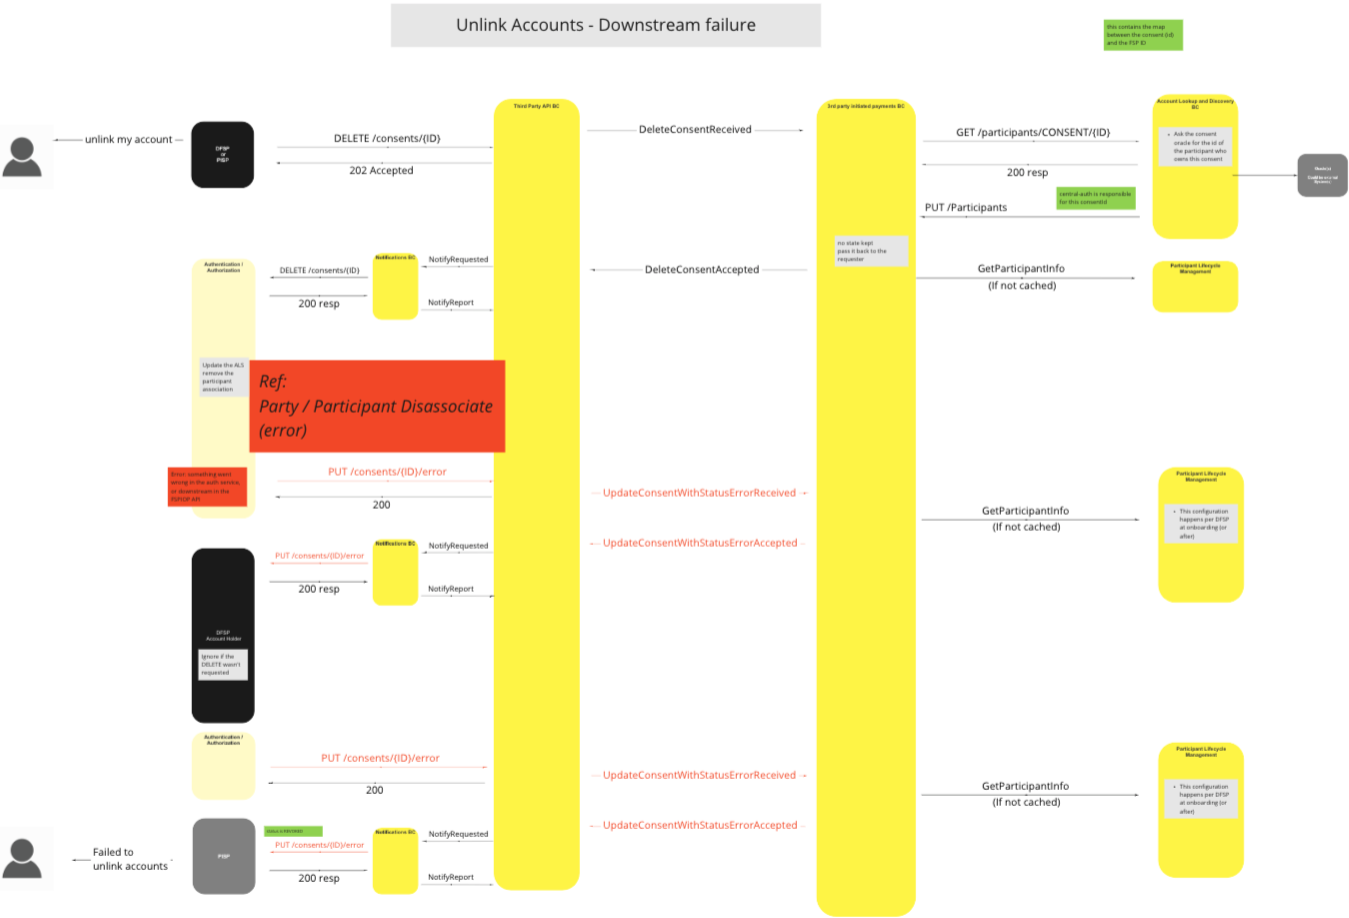 Unlink Accounts - Downstream failure
this contains the map
between the consent (id)
and the FSP ID
Third Party API BC
3rd party initiated payments BC
Account Lookup and Discovery
BC
unlink my account
DFSP
or
PISP
DELETE /consents/{ID}
202 Accepted
DeleteConsentReceived
GET /participants/CONSENT/{ID}
200 resp
• Ask the consent
oracle for the id of
the participant who
owns this consent
central-auth is responsible
for this consentId
PUT /Participants
no state kept
pass it back to the
requester
Authentication /
Authorization
DELETE /consents/{ID}
200 resp
Notifications BC
NotifyRequested
NotifyReport
DeleteConsentAccepted
GetParticipantInfo
(If not cached)
Participant Lifecycle
Management
Update the ALS
remove the
participant
association
Ref:
Party / Participant Disassociate
(error)
Error: something went
wrong in the auth-service,
or downstream in the
PUT /consents/{ID}/error
200
UpdateConsentWithStatusErrorReceived
UpdateConsentWithStatusErrorAccepted
GetParticipantInfo
(If not cached)
Participant Lifecycle
Management
• This configuration
happens per DFSP
at onboarding (or
after)
PUT /consents/{ID}/error
200 resp
Notifications BC
NotifyRequested
NotifyReport
DFSP
Account Holder
Ignore if the
DELETE wasn't
requested
Authentication /
Authorization
PUT /consents/{ID}/error
200
UpdateConsentWithStatusErrorReceived
UpdateConsentWithStatusErrorAccepted
GetParticipantInfo
(If not cached)
Participant Lifecycle
Management
• This configuration
happens per DFSP
at onboarding (or
after)
Failed to
unlink accounts
PISP
PUT /consents/{ID}/error
200 resp
Notifications BC
NotifyRequested
NotifyReport